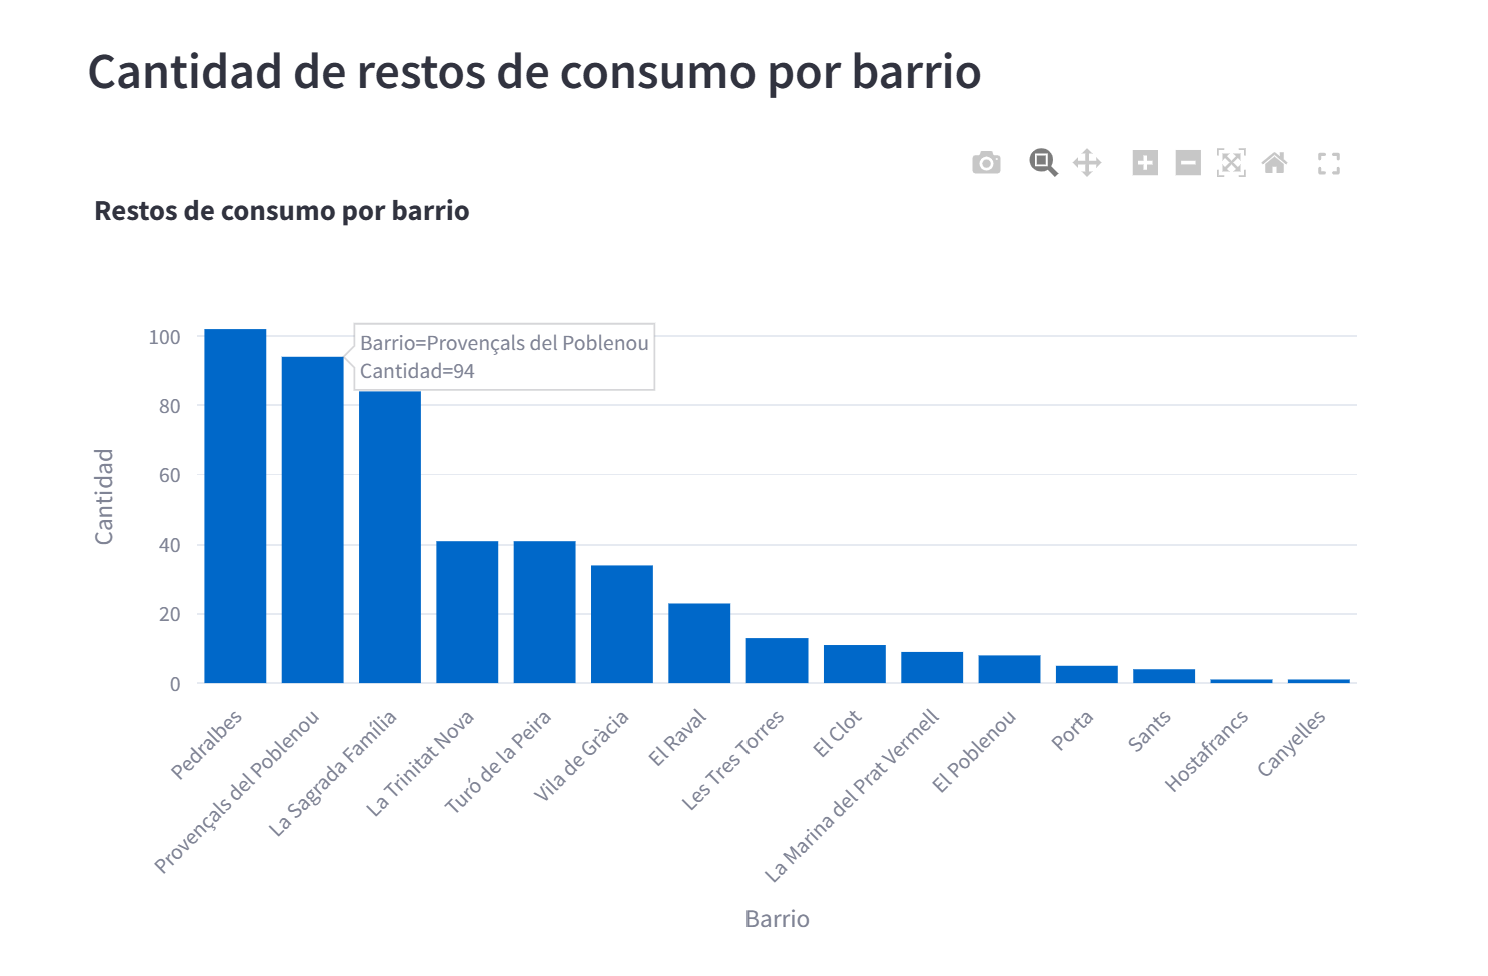 Cantidad de restos de consumo por barrio
Restos de consumo por barrio
Barrio=Provençals del Poblenou
Cantidad=94
100
80
60
40
20
0
Cantidad
Pedralbes
Provençals del Poblenou
La Sagrada Família
La Trinitat Nova
Turó de la Peira
Vila de Gràcia
El Raval
Les Tres Torres
El Clot
La Marina del Prat Vermell
El Poblenou
Porta
Sants
Hostafrancs
Canyelles
Barrio